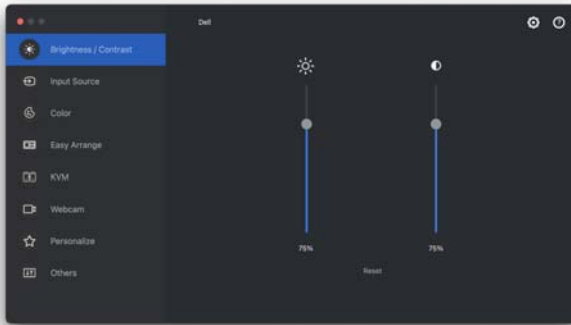 Dell
Brightness / Contrast
Input Source
Color
Easy Arrange
KVM
Webcam
Personalize
Others
75%
75%
Reset